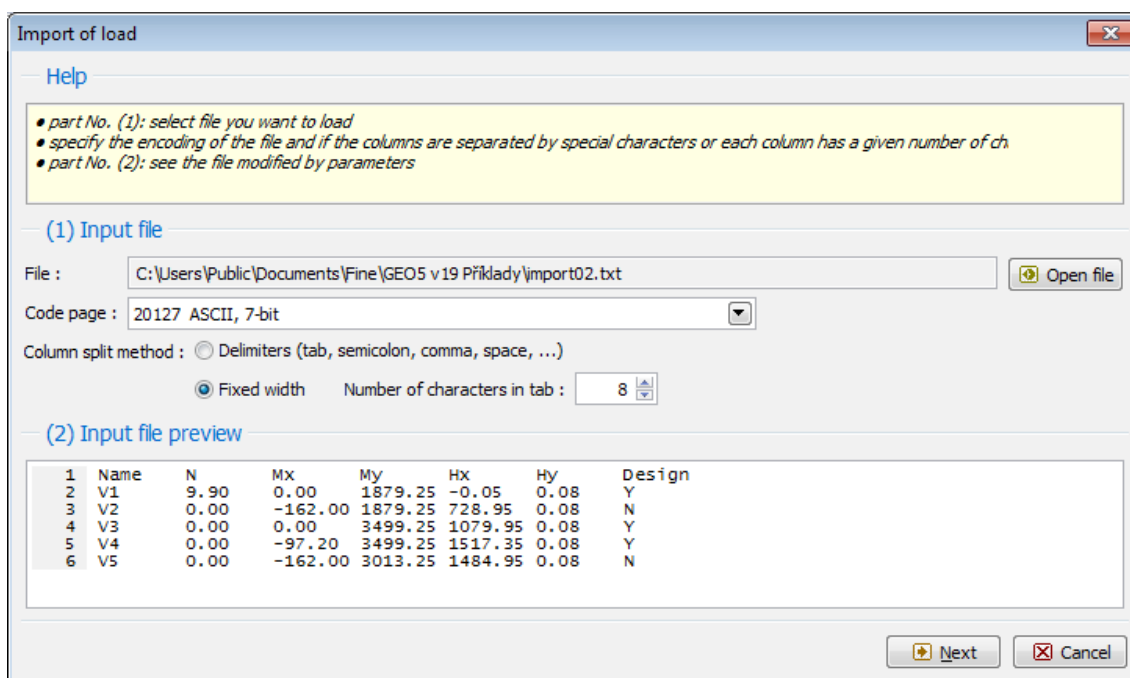 Import of load
Help
• part No. (1): select file you want to load
• specify the encoding of the file and if the columns are separated by special characters or each column has a given number of
• part No. (2): see the file modified by parameters
(1) Input file
File : C:\Users\Public\Documents\Fine\GEO5 v19 Příklady\import02.txt Open file
Code page : 20127 ASCII, 7-bit
Column split method : Delimiters (tab, semicolon, comma, space, ...)
Fixed width Number of characters in tab : 8
(2) Input file preview
1 Name N Mx My Hx Hy Design
2 V1 9.90 0.00 1879.25 -0.05 0.08 Y
3 V2 0.00 -162.00 1879.25 728.95 0.08 N
4 V3 0.00 0.00 3499.25 1079.95 0.08 Y
5 V4 0.00 -97.20 3499.25 1517.35 0.08 Y
6 V5 0.00 -162.00 3013.25 1484.95 0.08 N
Next Cancel